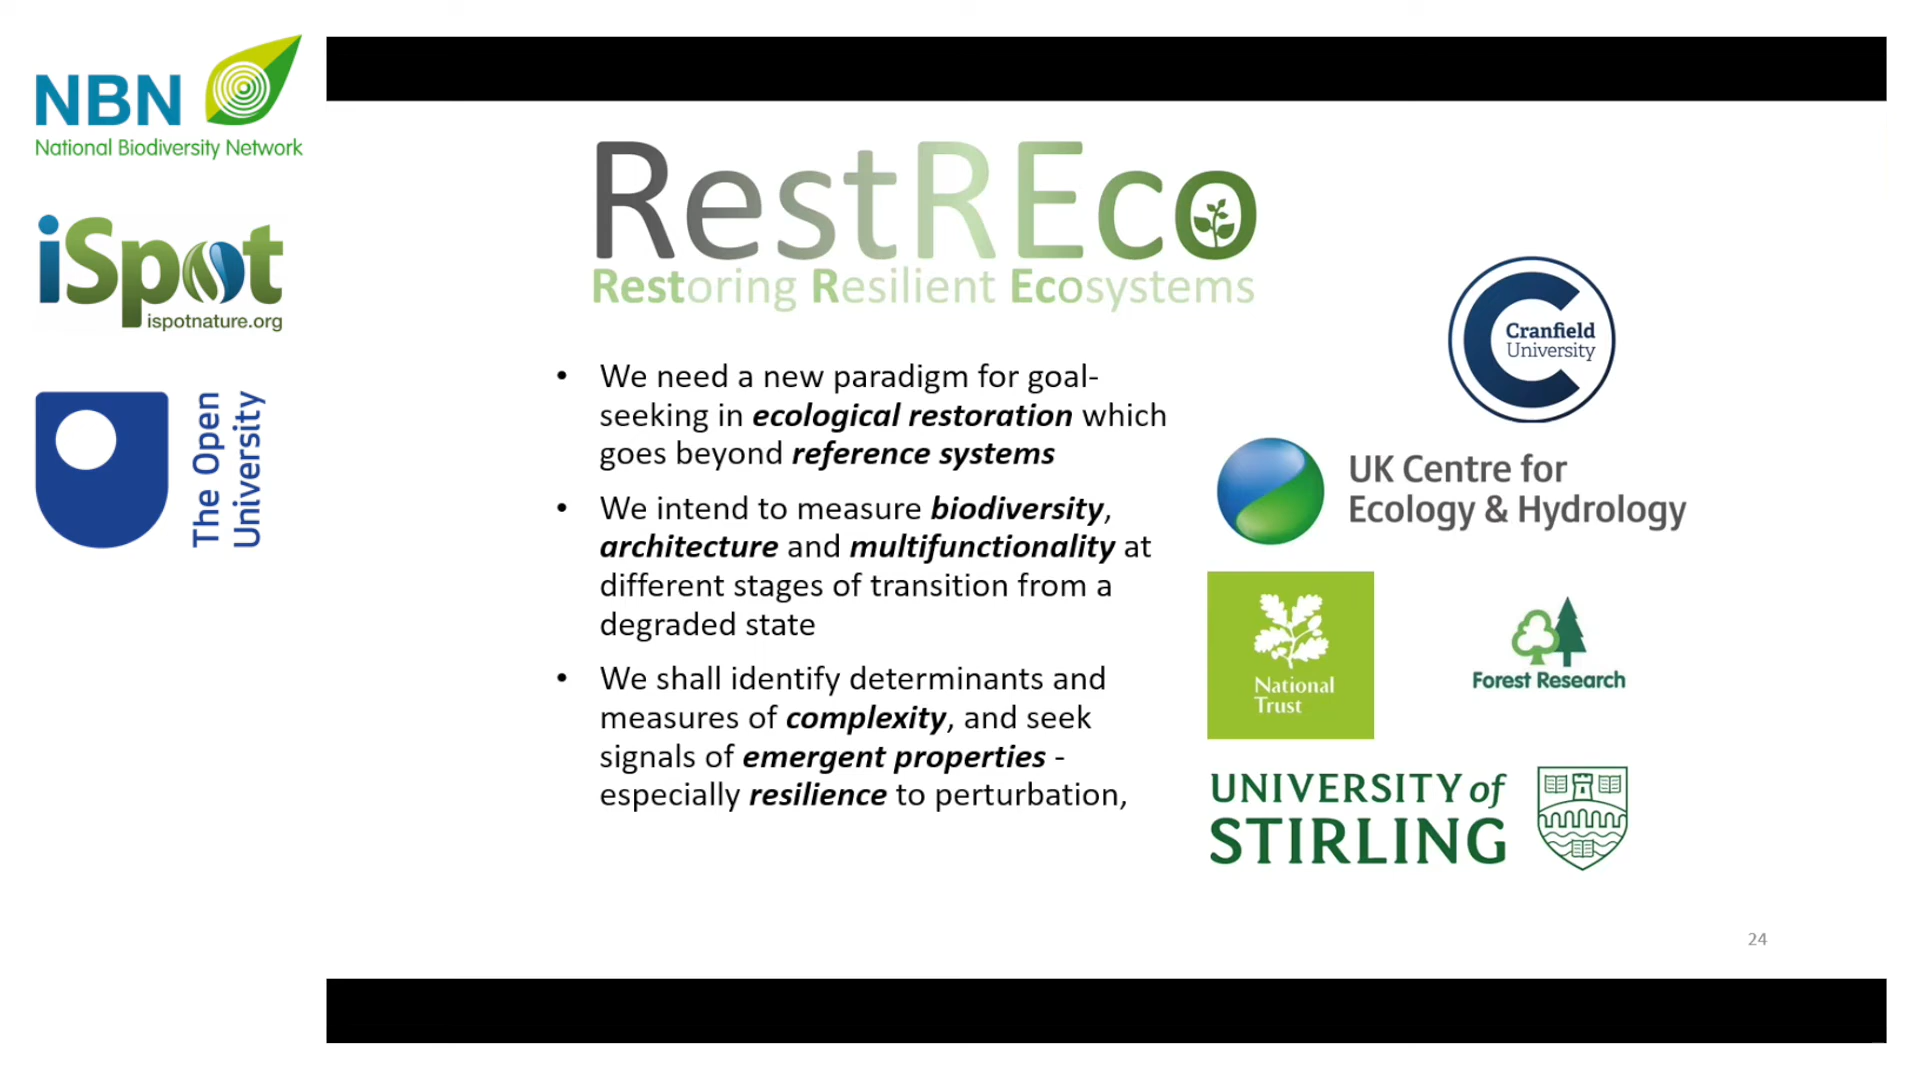 NBN
National Biodiversity Network
iSpot
ispotnature.org
The Open
University
RestREco
Restoring Resilient Ecosystems
• We need a new paradigm for goal-
seeking in ecological restoration which
goes beyond reference systems
• We intend to measure biodiversity,
architecture and multifunctionality at
different stages of transition from a
degraded state
• We shall identify determinants and
measures of complexity, and seek
signals of emergent properties -
especially resilience to perturbation,
Cranfield
University
UK Centre for
Ecology & Hydrology
National
Trust
Forest Research
UNIVERSITY of
STIRLING
24